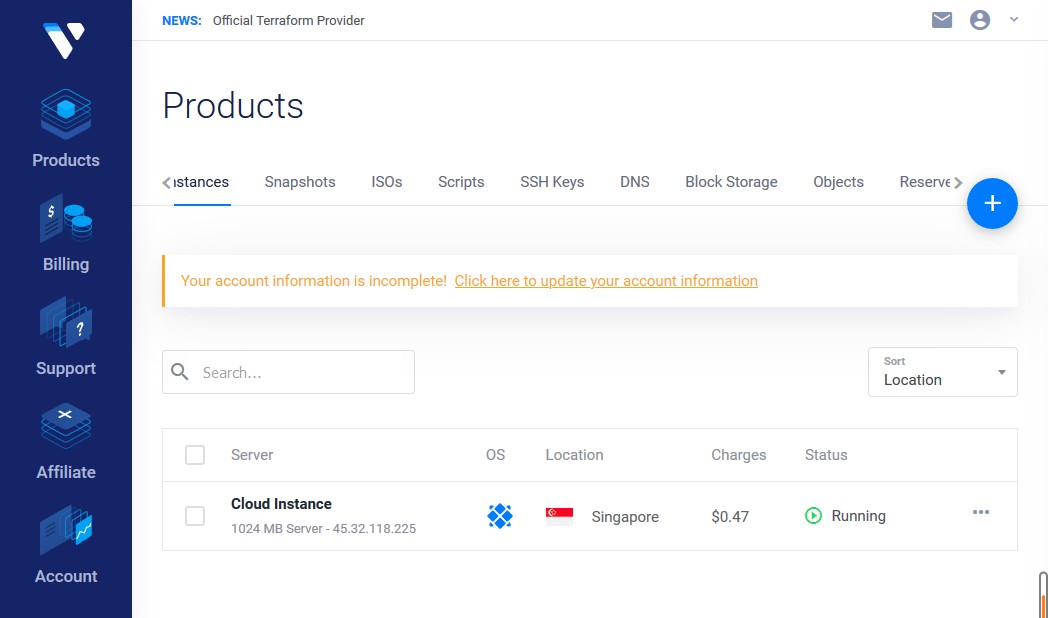 NEWS: Official Terraform Provider
Products
Instances Snapshots ISOs Scripts SSH Keys DNS Block Storage Objects Reserve
+
Your account information is incomplete! Click here to update your account information
Search...
Sort
Location
Server OS Location Charges Status
Cloud Instance
1024 MB Server - 45.32.118.225
Singapore $0.47 Running
$
Products
Billing
?
Support
Affiliate
Account